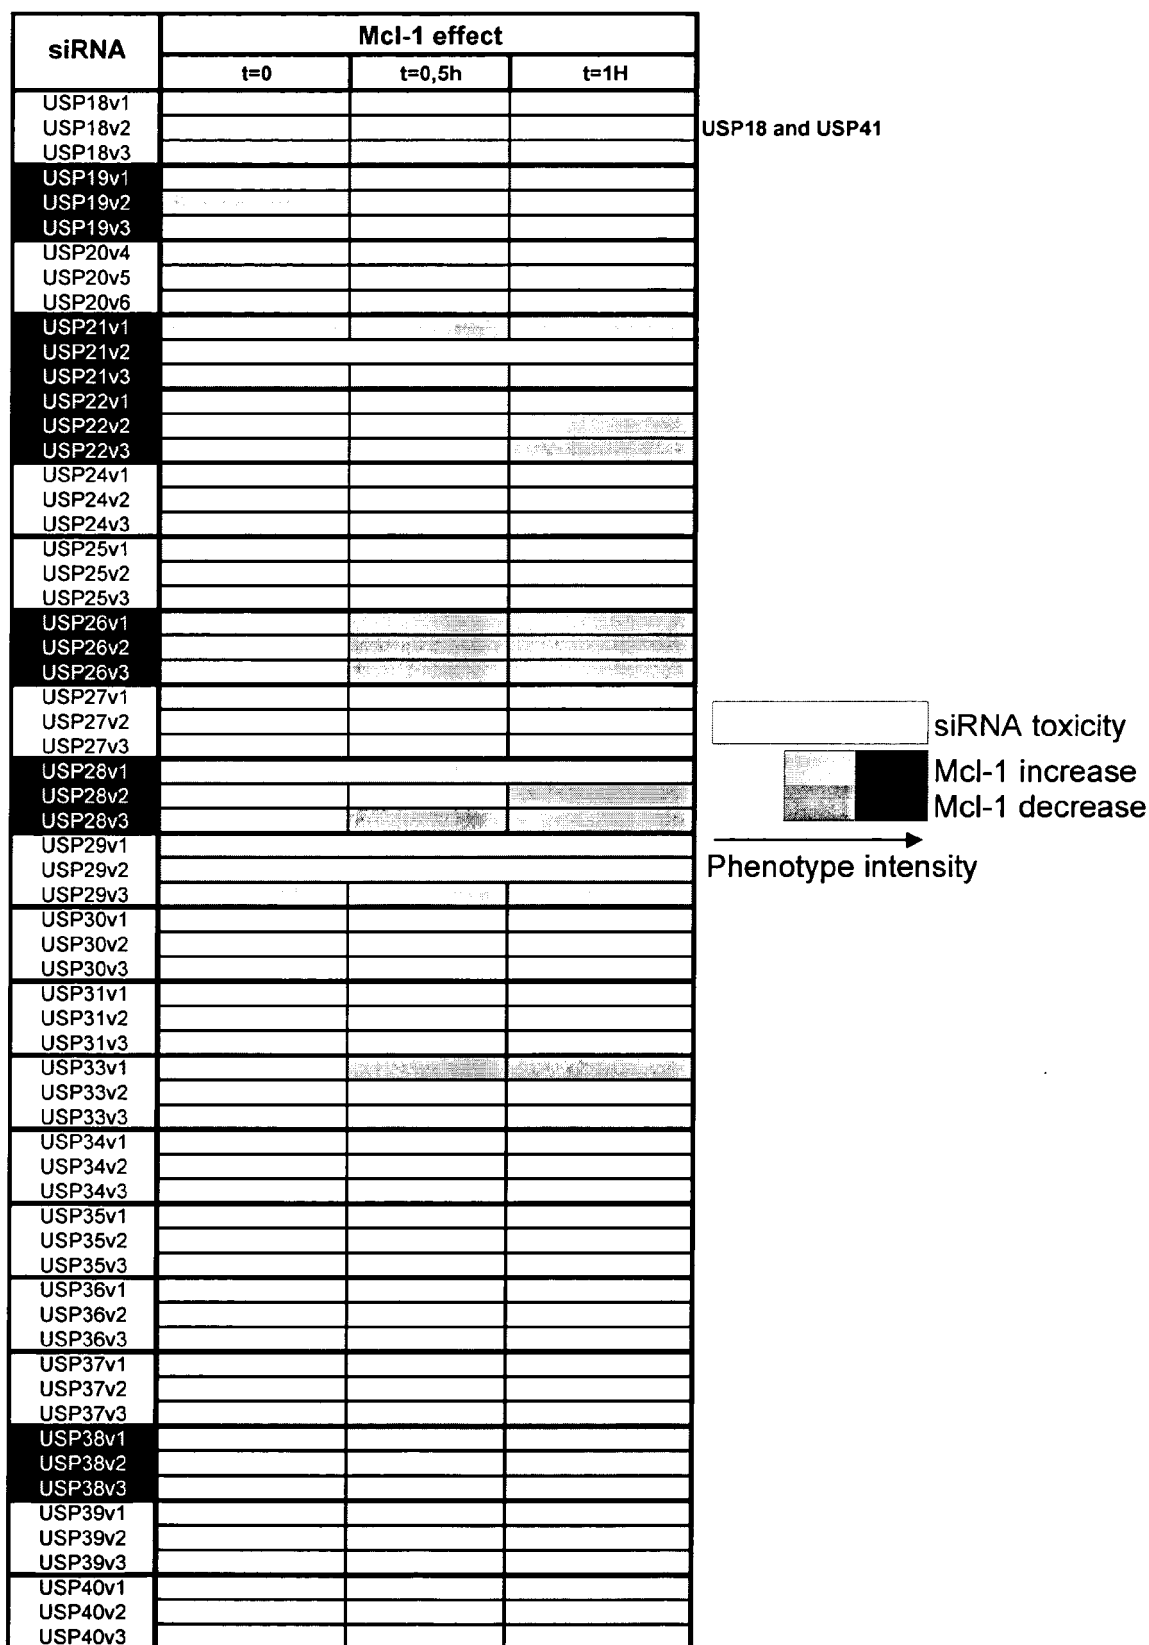 siRNA
Mcl-1 effect
t=0
t=0,5h
t=1H
USP18v1
USP18v2
USP18 and USP41
USP18v3
USP19v1
USP19v2
USP19v3
USP20v4
USP20v5
USP20v6
USP21v1
USP21v2
USP21v3
USP22v1
USP22v2
USP22v3
USP24v1
USP24v2
USP24v3
USP25v1
USP25v2
USP25v3
USP26v1
USP26v2
USP26v3
USP27v1
USP27v2
USP27v3
USP28v1
USP28v2
USP28v3
USP29v1
USP29v2
USP29v3
USP30v1
USP30v2
USP30v3
USP31v1
USP31v2
USP31v3
USP33v1
USP33v2
USP33v3
USP34v1
USP34v2
USP34v3
USP35v1
USP35v2
USP35v3
USP36v1
USP36v2
USP36v3
USP37v1
USP37v2
USP37v3
USP38v1
USP38v2
USP38v3
USP39v1
USP39v2
USP39v3
USP40v1
USP40v2
USP40v3
siRNA toxicity
Mcl-1 increase
Mcl-1 decrease
Phenotype intensity